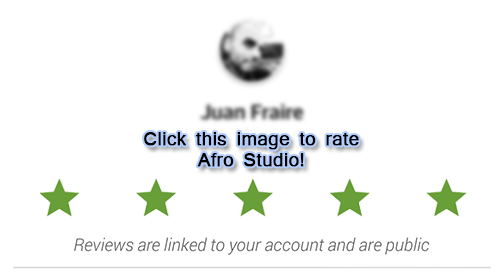 Juan Fraire
Click this image to rate
Afro Studio!
Reviews are linked to your account and are public